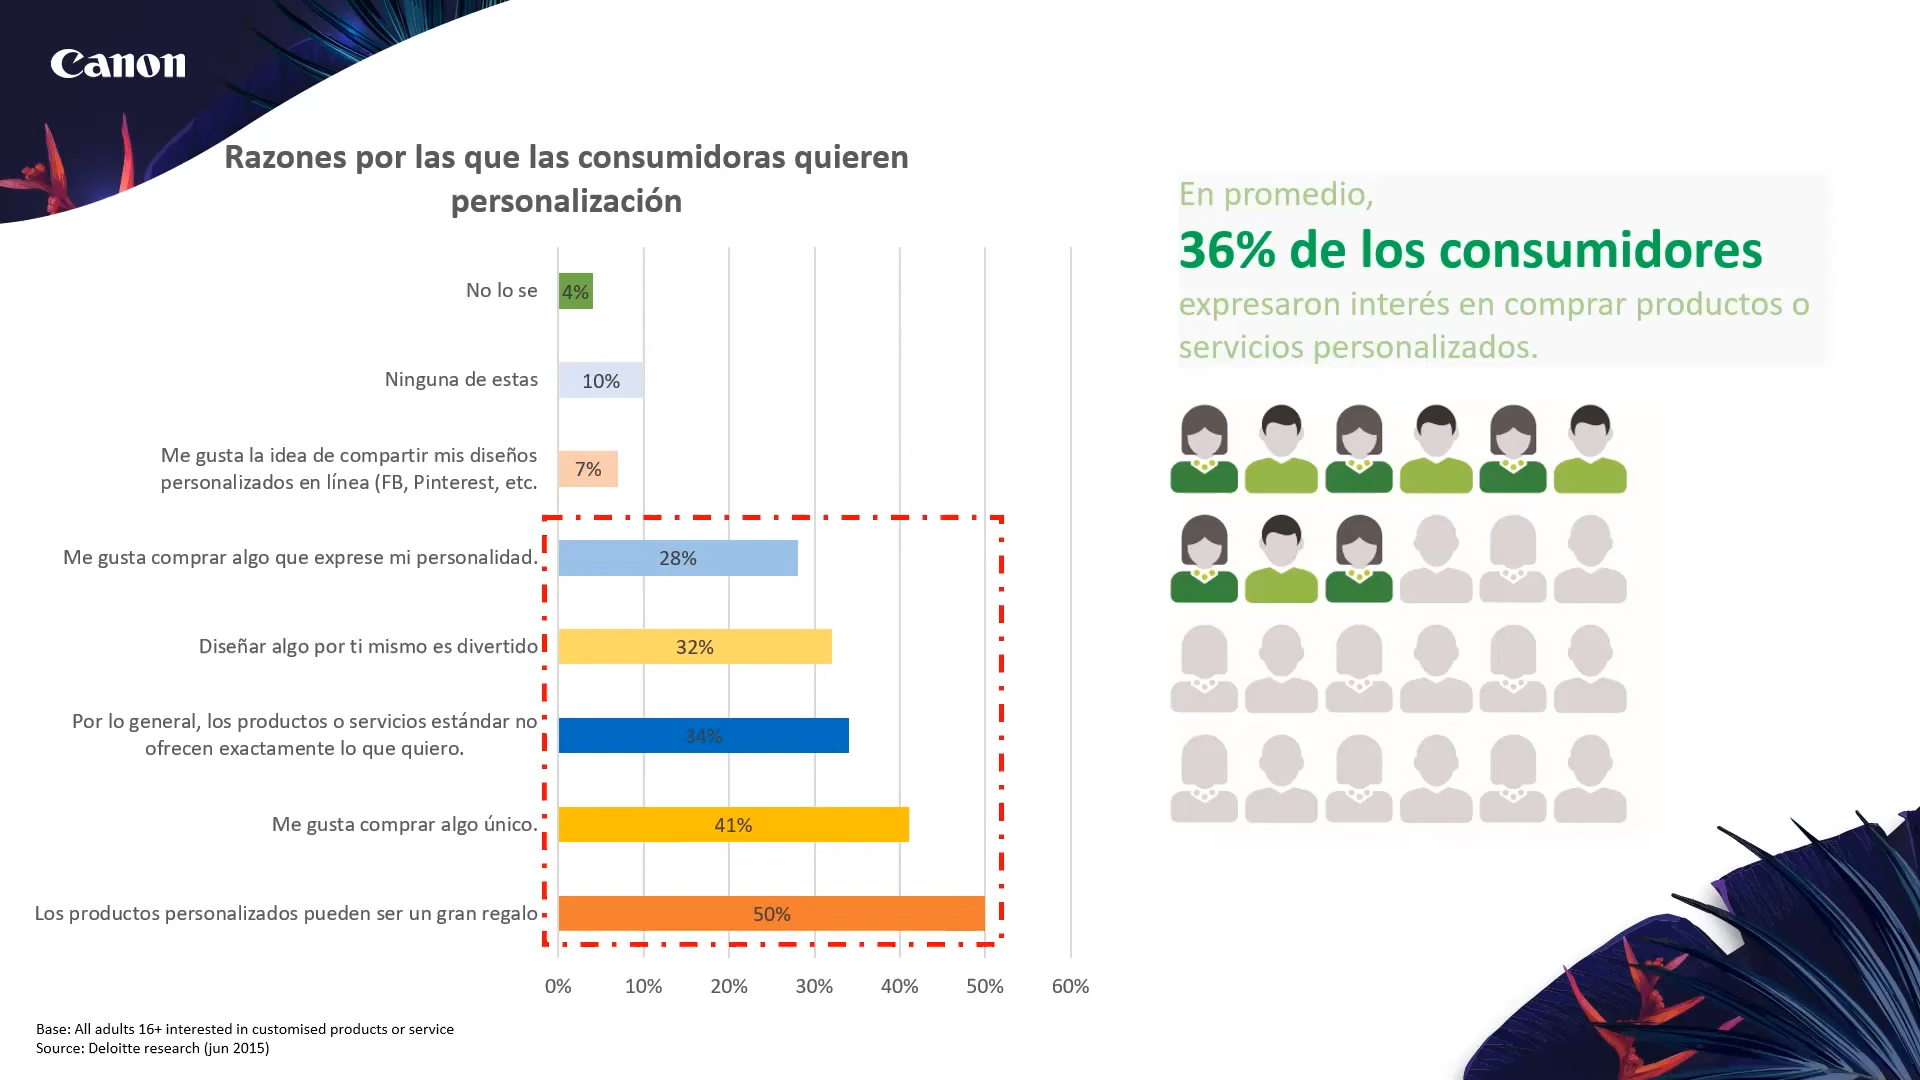 Canon
Razones por las que las consumidoras quieren
personalización
No lo se
4%
Ninguna de estas
10%
Me gusta la idea de compartir mis diseños
personalizados en línea (FB, Pinterest, etc.
7%
Me gusta comprar algo que exprese mi personalidad.
28%
Diseñar algo por ti mismo es divertido
32%
Por lo general, los productos o servicios estándar no
ofrecen exactamente lo que quiero.
34%
Me gusta comprar algo único.
41%
Los productos personalizados pueden ser un gran regalo
50%
0% 10% 20% 30% 40% 50% 60%
Base: All adults 16+ interested in customised products or service
Source: Deloitte research (jun 2015)
En promedio,
36% de los consumidores
expresaron interés en comprar productos o
servicios personalizados.